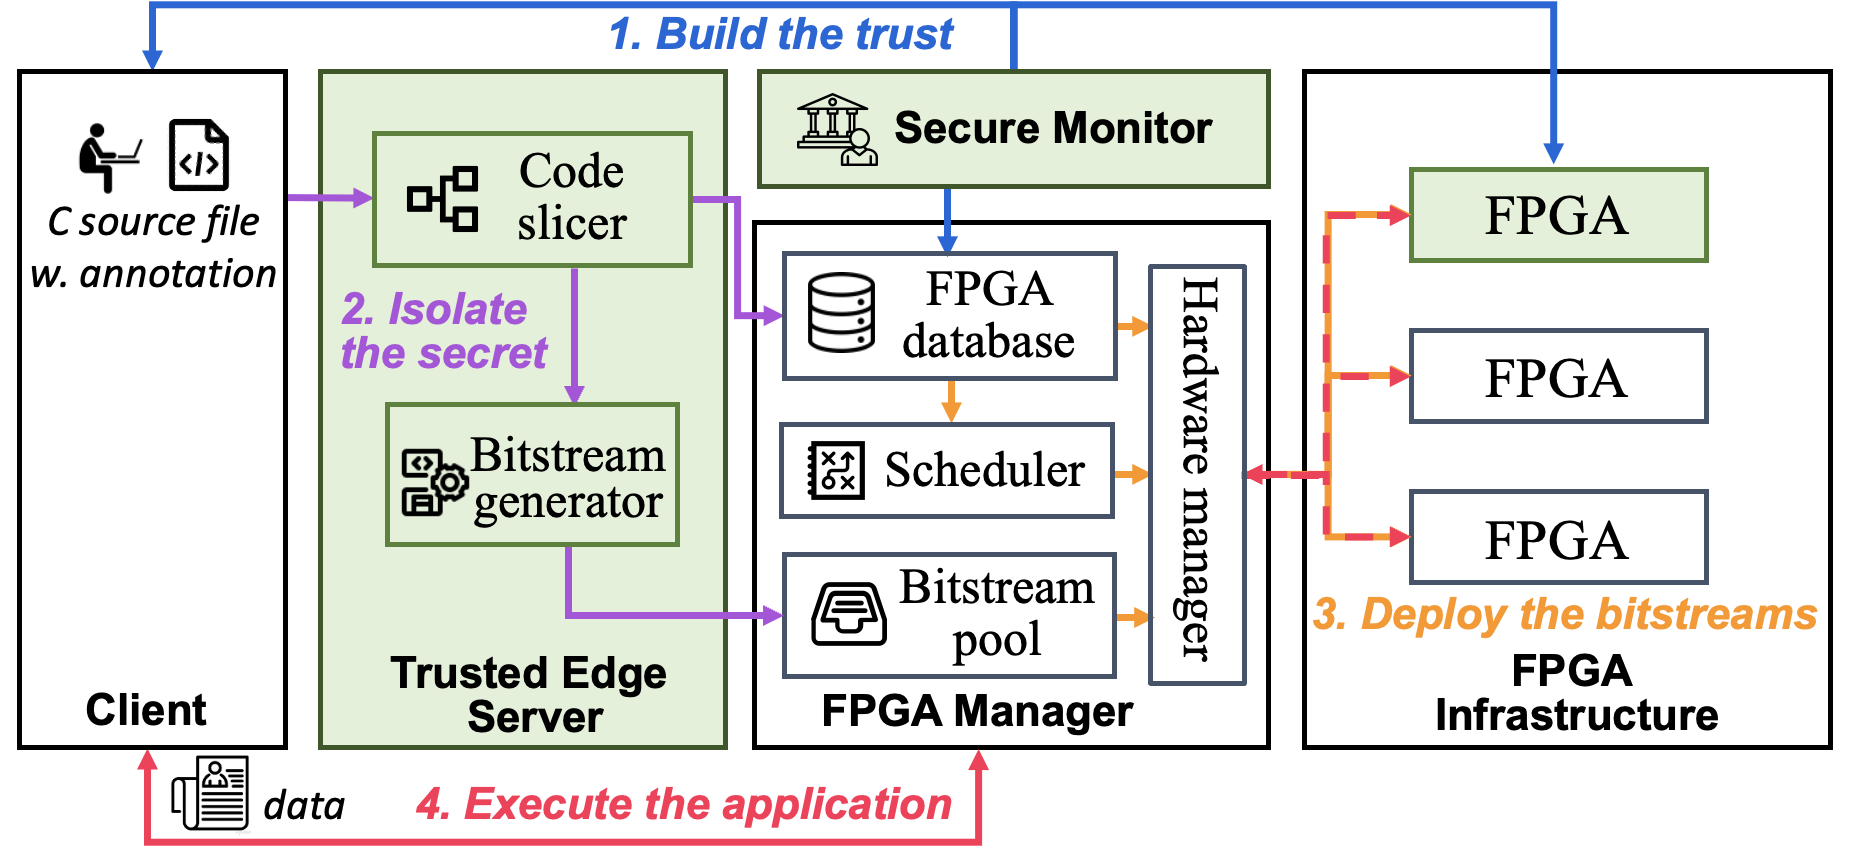 1. Build the trust
C source file
w. annotation
Client
Code
slicer
2. Isolate
the secret
Bitstream
generator
Trusted Edge
Server
Secure Monitor
FPGA
database
Scheduler
Bitstream
pool
Hardware manager
FPGA Manager
FPGA
FPGA
FPGA
3. Deploy the bitstreams
FPGA
Infrastructure
data
4. Execute the application